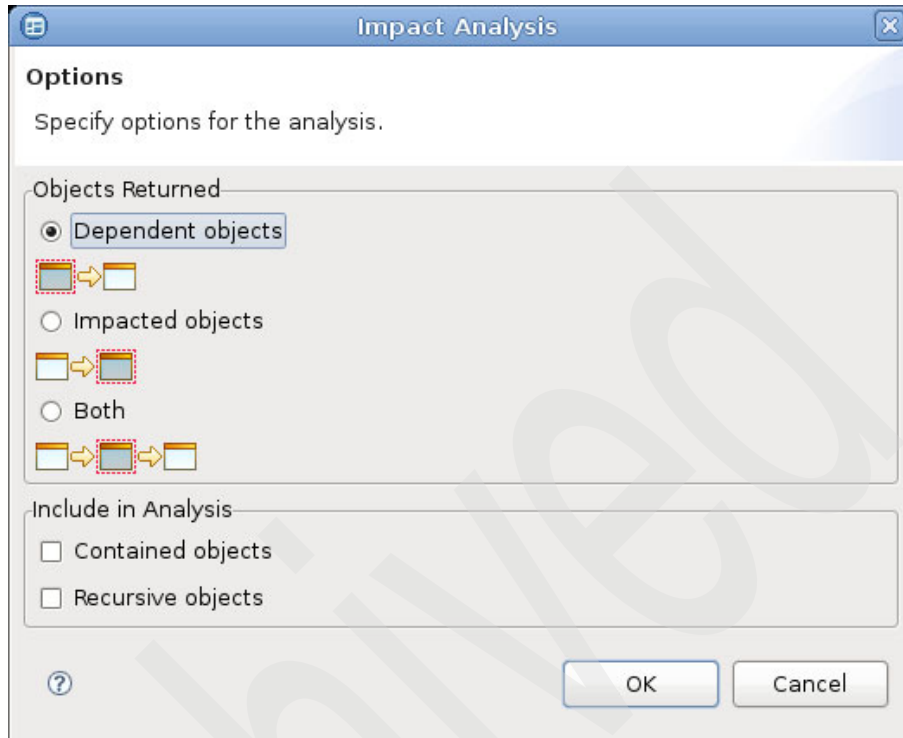 Impact Analysis
Options
Specify options for the analysis.
Objects Returned
Dependent objects
Impacted objects
Both
Include in Analysis
Contained objects
Recursive objects
?
OK
Cancel